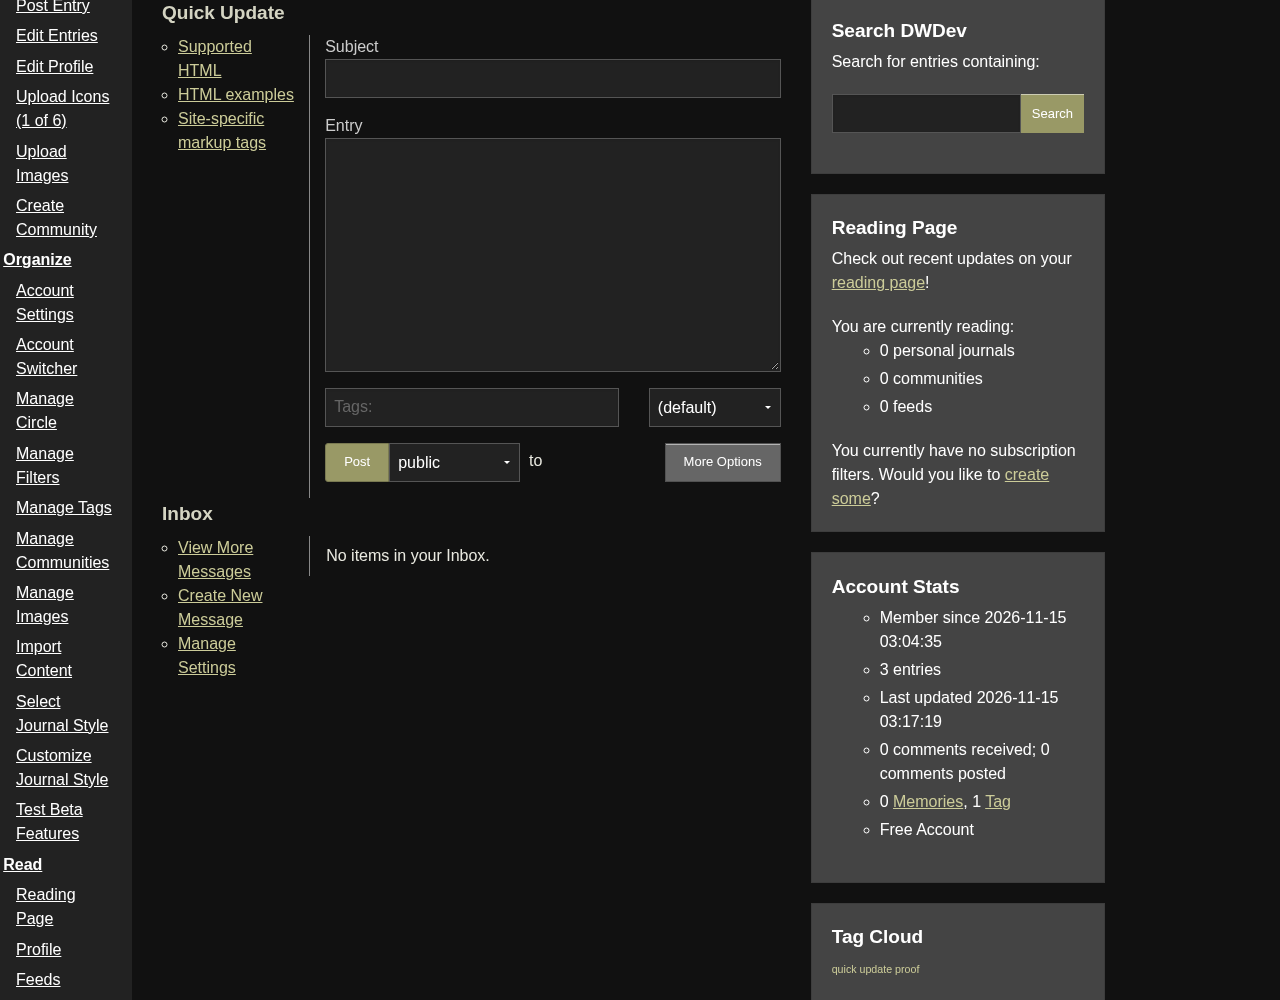 Post Entry
Edit Entries
Edit Profile
Upload Icons
(1 of 6)
Upload
Images
Create
Community
Organize
Account
Settings
Account
Switcher
Manage
Circle
Manage
Filters
Manage Tags
Manage
Communities
Manage
Images
Import
Content
Select
Journal Style
Customize
Journal Style
Test Beta
Features
Read
Reading
Page
Profile
Feeds
Quick Update
Supported
HTML
HTML examples
Site-specific
markup tags
Subject
Entry
Tags:
(default)
Post
public
to
More Options
Inbox
View More
Messages
Create New
Message
Manage
Settings
No items in your Inbox.
Search DWDev
Search for entries containing:
Search
Reading Page
Check out recent updates on your
reading page!
You are currently reading:
0 personal journals
0 communities
0 feeds
You currently have no subscription
filters. Would you like to create
some?
Account Stats
Member since 2026-11-15
03:04:35
3 entries
Last updated 2026-11-15
03:17:19
0 comments received; 0
comments posted
0 Memories, 1 Tag
Free Account
Tag Cloud
quick update proof